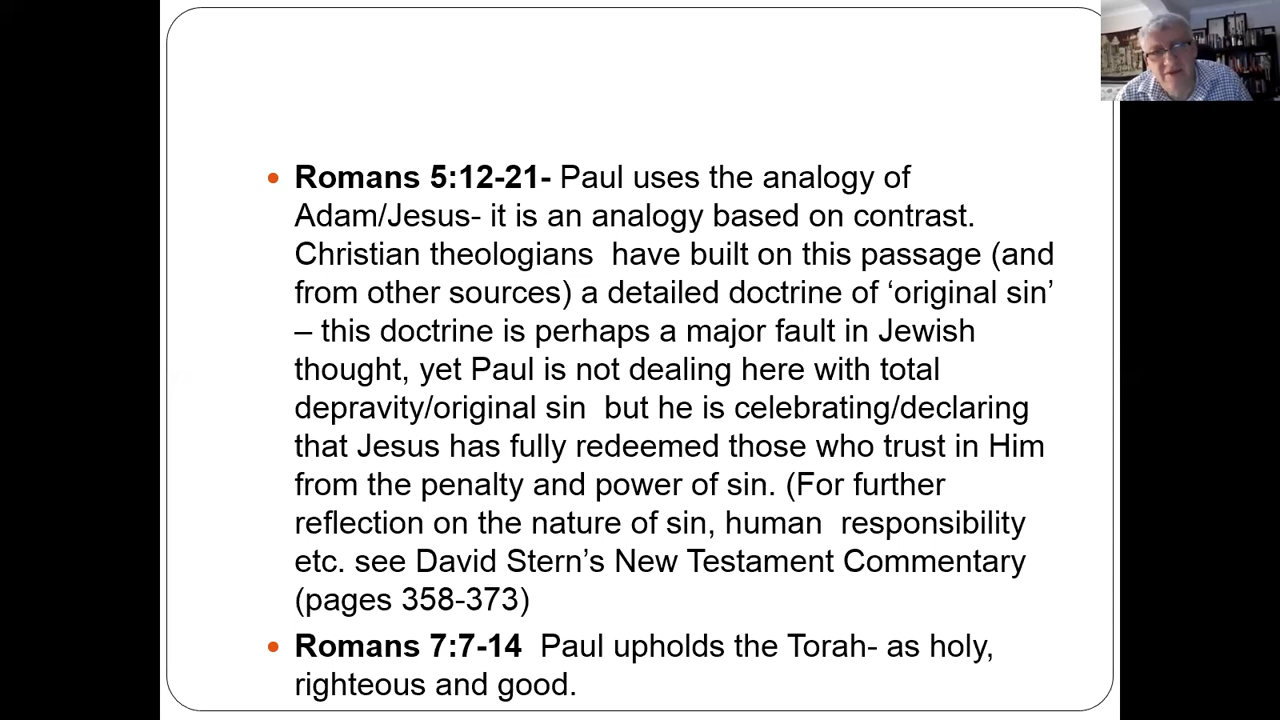 • Romans 5:12-21- Paul uses the analogy of
Adam/Jesus- it is an analogy based on contrast.
Christian theologians  have built on this passage (and
from other sources) a detailed doctrine of ‘original sin’
– this doctrine is perhaps a major fault in Jewish
thought, yet Paul is not dealing here with total
depravity/original sin  but he is celebrating/declaring
that Jesus has fully redeemed those who trust in Him
from the penalty and power of sin. (For further
reflection on the nature of sin, human  responsibility
etc. see David Stern’s New Testament Commentary
(pages 358-373)
• Romans 7:7-14  Paul upholds the Torah- as holy,
righteous and good.